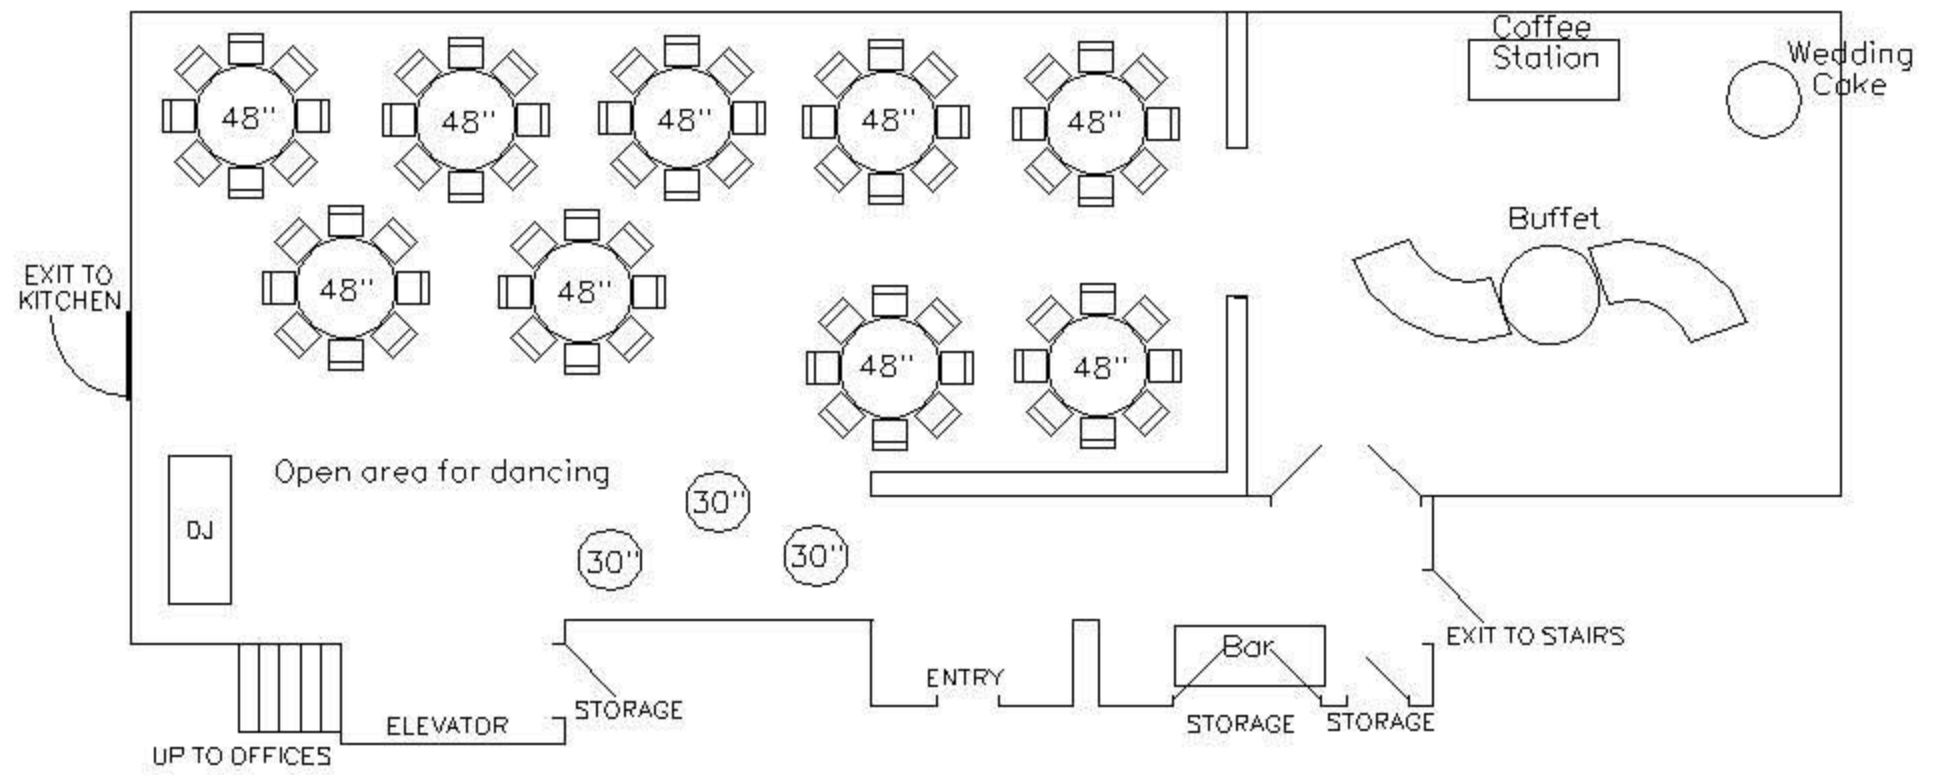 Coffee
Station
Wedding
Cake
48"
48"
48"
48"
48"
Buffet
EXIT TO
KITCHEN
48"
48"
48"
48"
Open area for dancing
DJ
30"
30"
30"
EXIT TO STAIRS
Bar
ENTRY
STORAGE
STORAGE
STORAGE
ELEVATOR
UP TO OFFICES